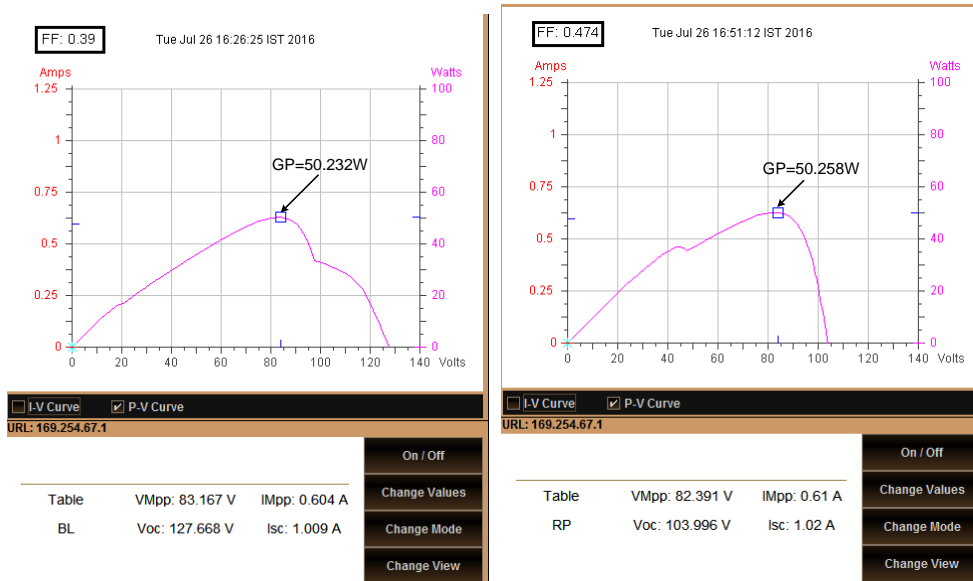 FF: 0.39 Tue Jul 26 16:26:25 IST 2016
Amps Watts
1.25 100
1 80
GP=50.232W
0.75 60
0.5 40
0.25 20
0 0
0 20 40 60 80 100 120 140 Volts
I-V Curve P-V Curve
URL: 169.254.67.1
On / Off
Table VMpp: 83.167 V IMpp: 0.604 A Change Values
BL Voc: 127.668 V Isc: 1.009 A Change Mode
Change View
FF: 0.474 Tue Jul 26 16:51:12 IST 2016
Amps Watts
1.25 100
1 80
GP=50.258W
0.75 60
0.5 40
0.25 20
0 0
0 20 40 60 80 100 120 140 Volts
I-V Curve P-V Curve
URL: 169.254.67.1
On / Off
Table VMpp: 82.391 V IMpp: 0.61 A Change Values
RP Voc: 103.996 V Isc: 1.02 A Change Mode
Change View